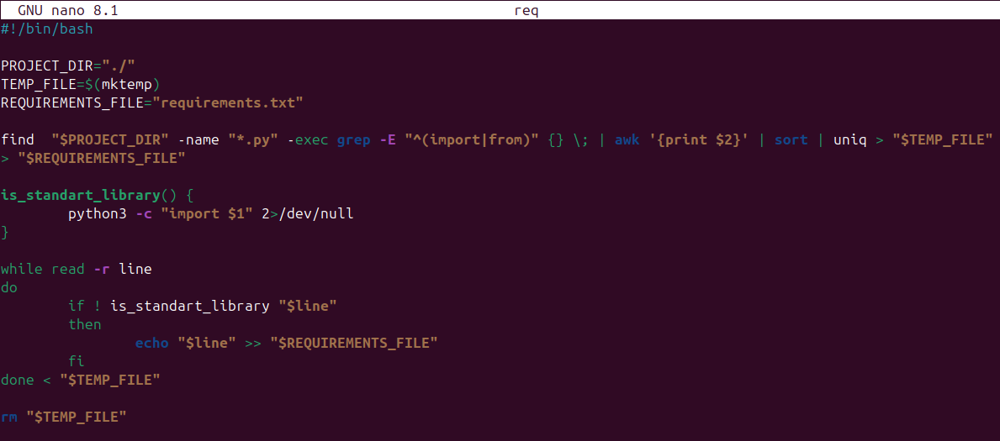 GNU nano 8.1 req
#!/bin/bash
PROJECT_DIR="./"
TEMP_FILE=$(mktemp)
REQUIREMENTS_FILE="requirements.txt"
find  "$PROJECT_DIR" -name "*.py" -exec grep -E "^(import|from)" {} \; | awk '{print $2}' | sort | uniq > "$TEMP_FILE"
> "$REQUIREMENTS_FILE"
is_standart_library() {
        python3 -c "import $1" 2>/dev/null
}
while read -r line
do
        if ! is_standart_library "$line"
        then
                echo "$line" >> "$REQUIREMENTS_FILE"
        fi
done < "$TEMP_FILE"
rm "$TEMP_FILE"